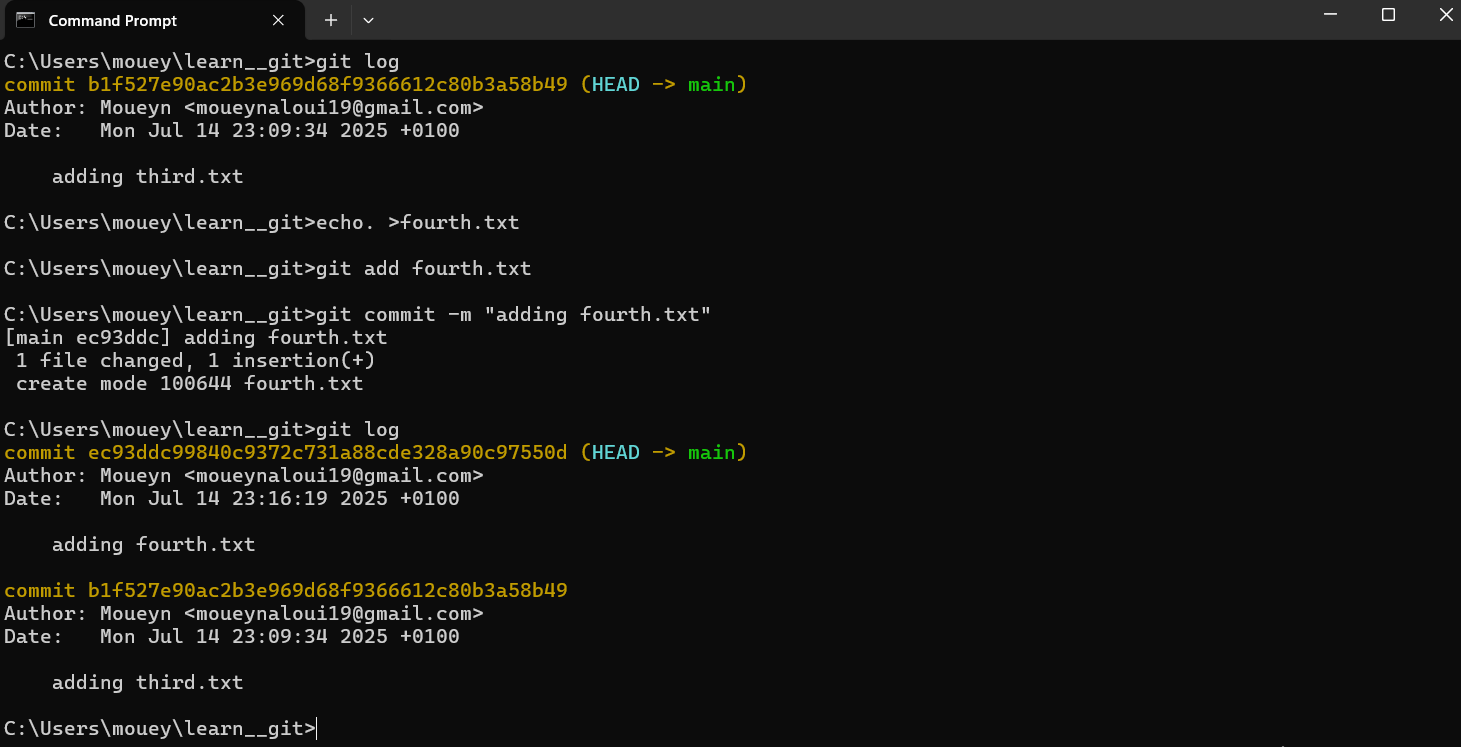 Command Prompt
C:\Users\mouey\learn__git>git log
commit b1f527e90ac2b3e969d68f9366612c80b3a58b49 (HEAD -> main)
Author: Moueyn <moueynaloui19@gmail.com>
Date:   Mon Jul 14 23:09:34 2025 +0100
    adding third.txt
C:\Users\mouey\learn__git>echo. >fourth.txt
C:\Users\mouey\learn__git>git add fourth.txt
C:\Users\mouey\learn__git>git commit -m "adding fourth.txt"
[main ec93ddc] adding fourth.txt
 1 file changed, 1 insertion(+)
 create mode 100644 fourth.txt
C:\Users\mouey\learn__git>git log
commit ec93ddc99840c9372c731a88cde328a90c97550d (HEAD -> main)
Author: Moueyn <moueynaloui19@gmail.com>
Date:   Mon Jul 14 23:16:19 2025 +0100
    adding fourth.txt
commit b1f527e90ac2b3e969d68f9366612c80b3a58b49
Author: Moueyn <moueynaloui19@gmail.com>
Date:   Mon Jul 14 23:09:34 2025 +0100
    adding third.txt
C:\Users\mouey\learn__git>